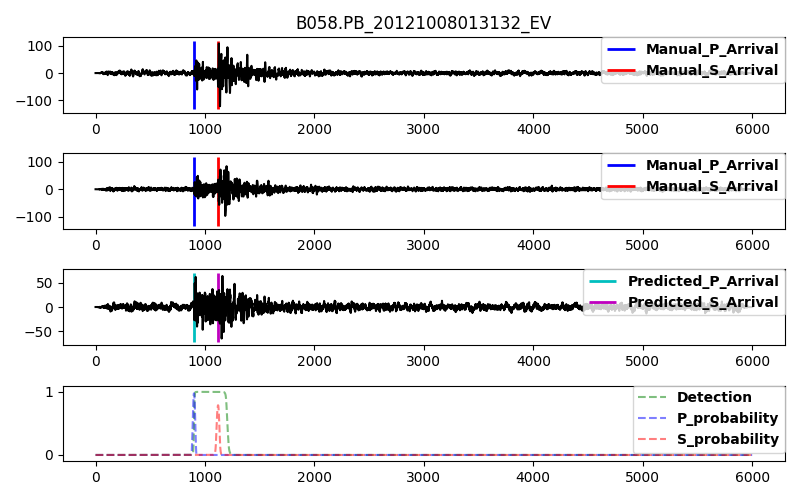 B058.PB_20121008013132_EV
100
0
−100
Manual_P_Arrival
Manual_S_Arrival
0 1000 2000 3000 4000 5000 6000
100
0
−100
Manual_P_Arrival
Manual_S_Arrival
0 1000 2000 3000 4000 5000 6000
50
0
−50
Predicted_P_Arrival
Predicted_S_Arrival
0 1000 2000 3000 4000 5000 6000
1
0
Detection
P_probability
S_probability
0 1000 2000 3000 4000 5000 6000